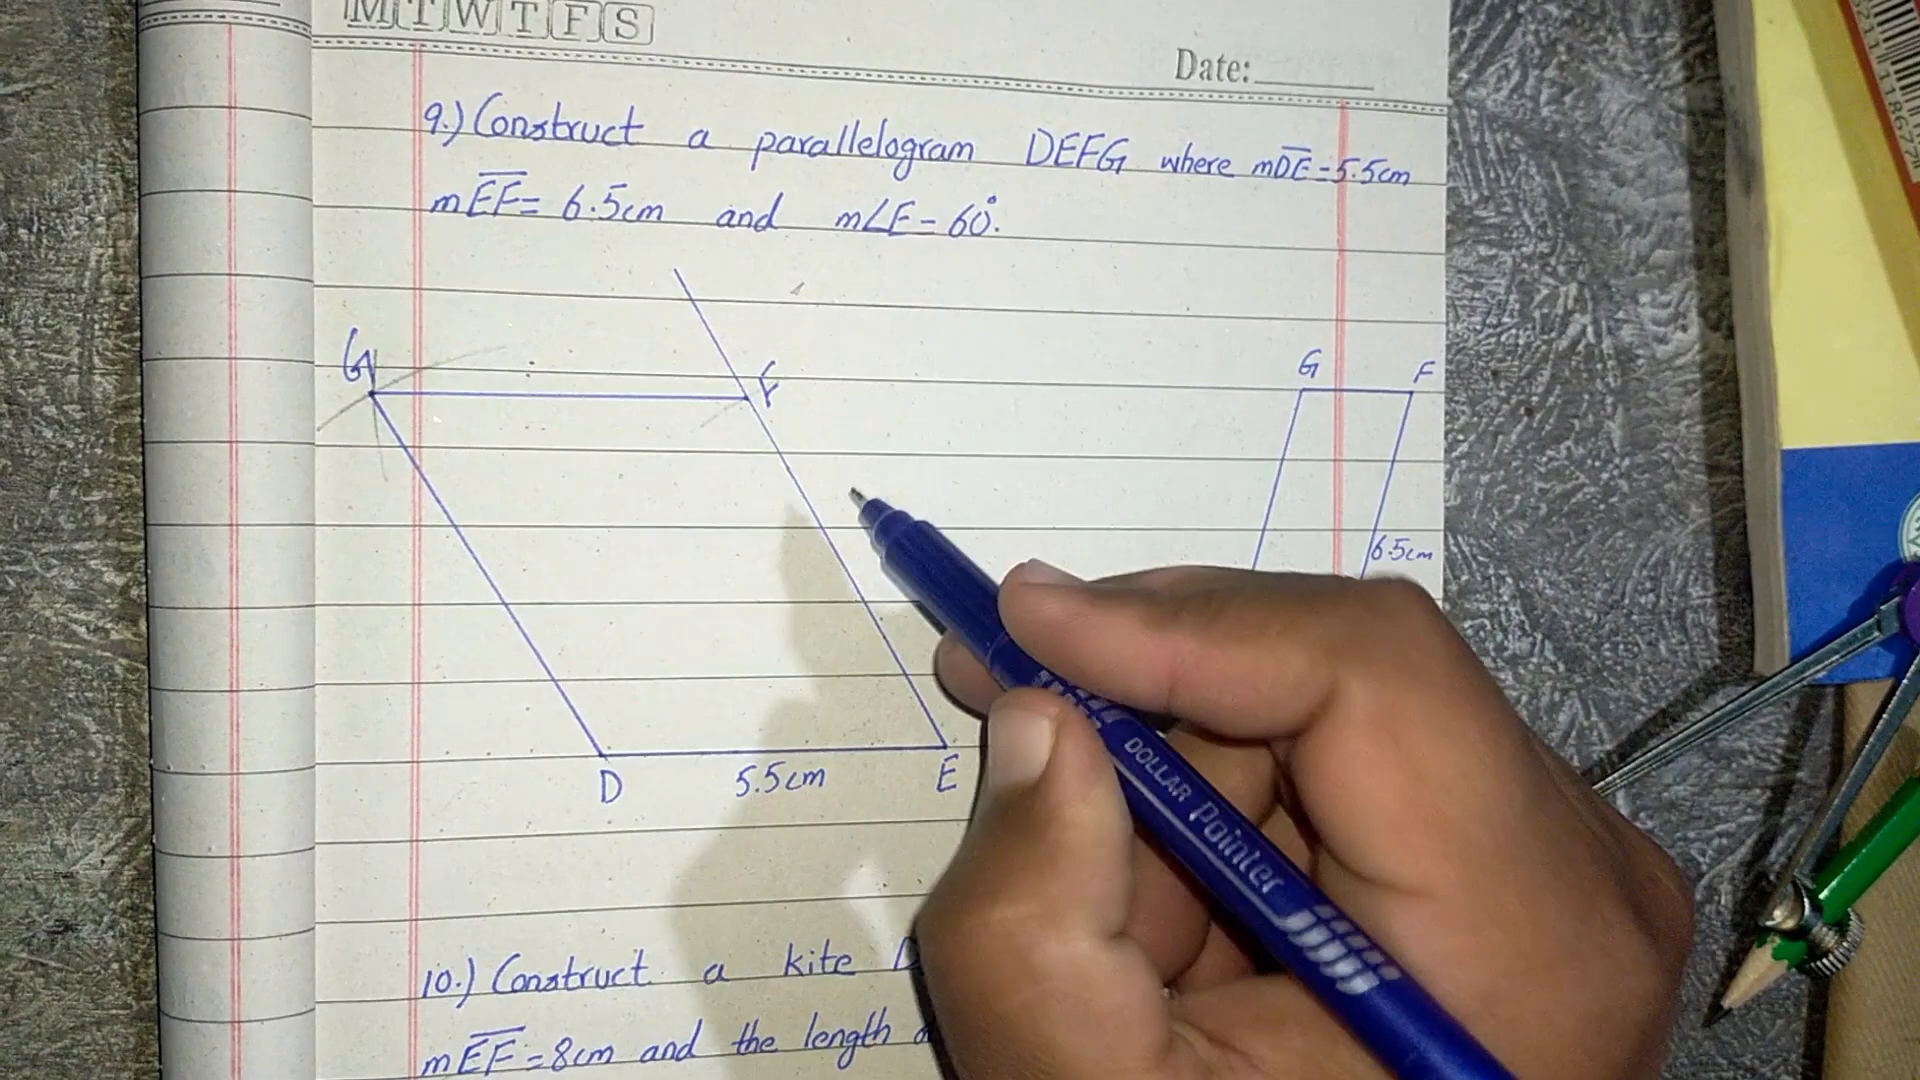 M T W T F S
Date:
9.) Construct a parallelogram DEFG where mDE = 5.5cm
mEF = 6.5cm and m∠E = 60°.
G
F
G
F
6.5cm
D
5.5cm
E
10.) Construct a kite
mEF = 8cm and the length
DOLLAR Pointer